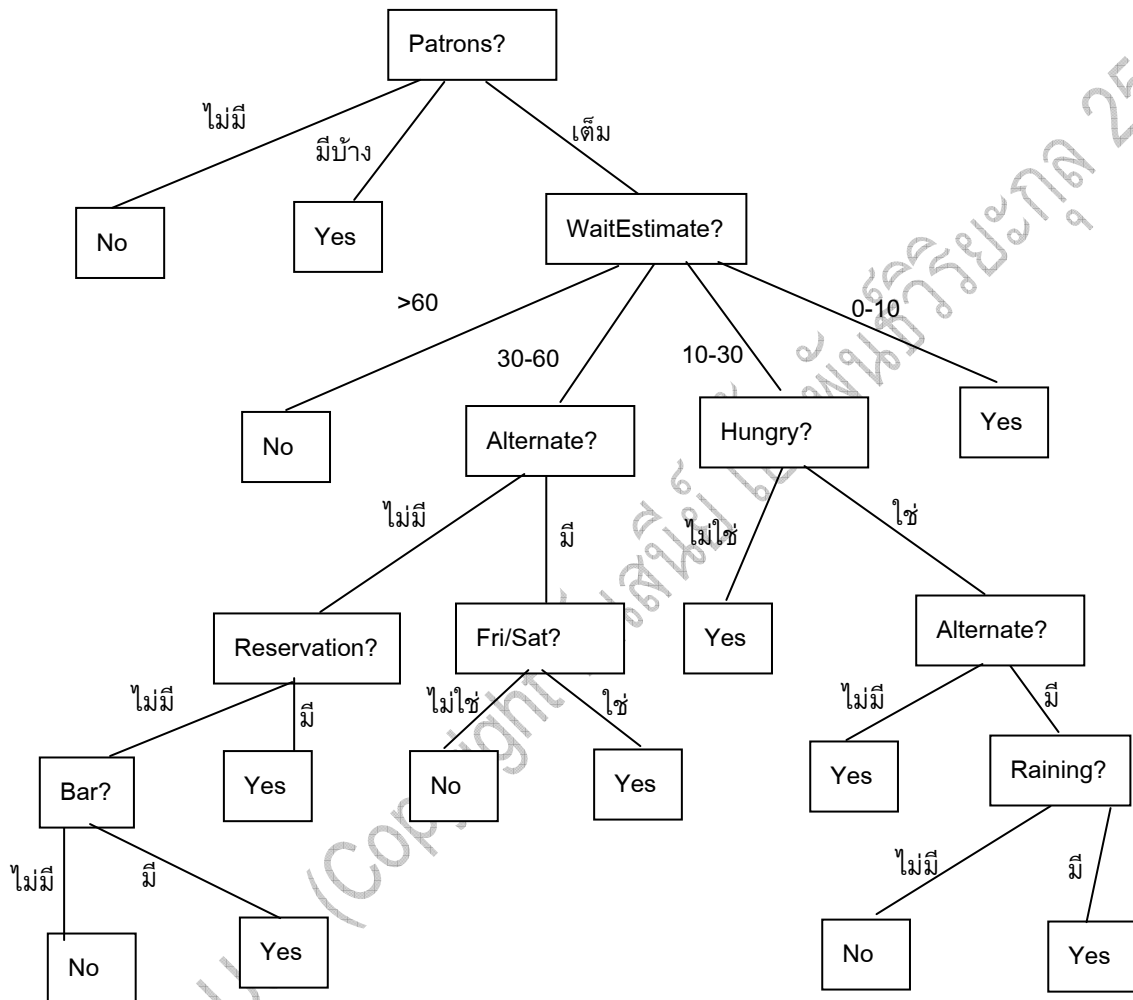 Patrons?
ไม่มี
มีบ้าง
เต็ม
No
Yes
WaitEstimate?
>60
30-60
10-30
0-10
No
Alternate?
Hungry?
Yes
ไม่มี
มี
ไม่ใช่
ใช่
Reservation?
Fri/Sat?
Yes
Alternate?
ไม่มี
มี
ไม่ใช่
ใช่
ไม่มี
มี
Bar?
Yes
No
Yes
Yes
Raining?
ไม่มี
มี
ไม่มี
มี
No
Yes
No
Yes
(Copyright